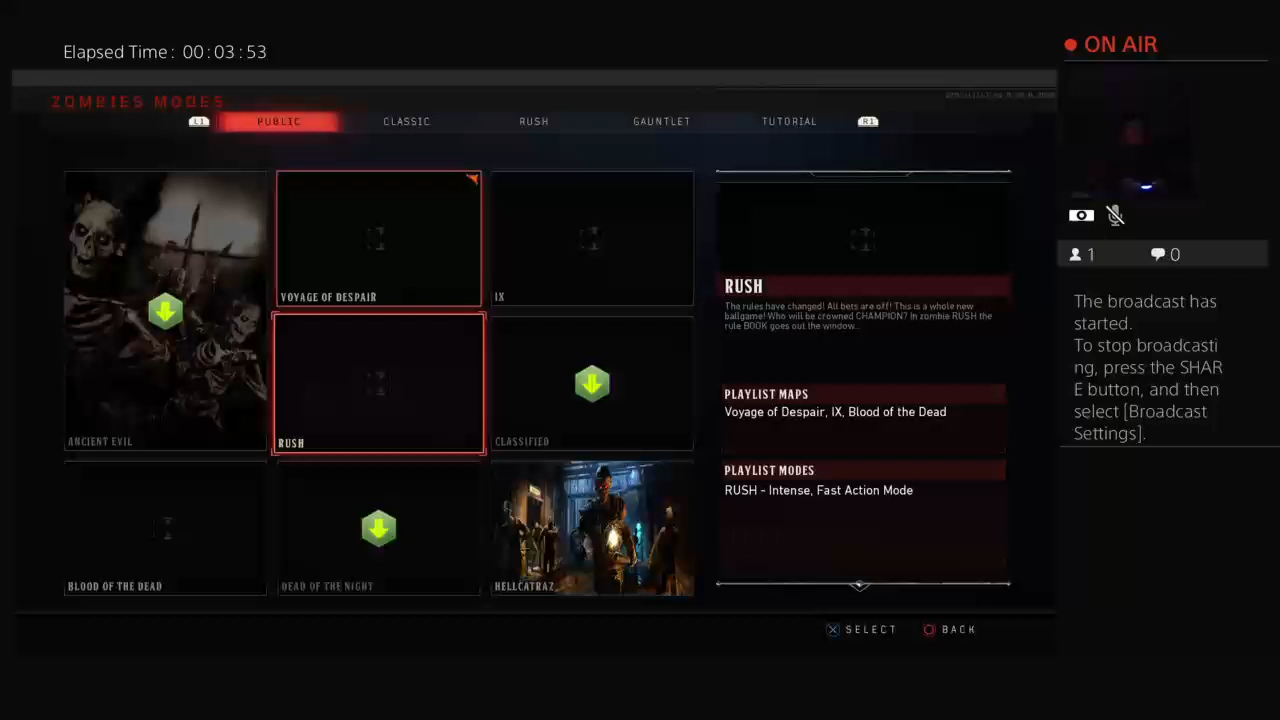 Elapsed Time: 00:03:53
ON AIR
ZOMBIES MODES
L1
PUBLIC
CLASSIC
RUSH
GAUNTLET
TUTORIAL
R1
VOYAGE OF DESPAIR
IX
ANCIENT EVIL
RUSH
CLASSIFIED
BLOOD OF THE DEAD
DEAD OF THE NIGHT
HELLCATRAZ
RUSH
The rules have changed! All bets are off! This is a whole new
ballgame! Who will be crowned CHAMPION? In zombie RUSH the
rule BOOK goes out the window...
PLAYLIST MAPS
Voyage of Despair, IX, Blood of the Dead
PLAYLIST MODES
RUSH - Intense, Fast Action Mode
SELECT
BACK
1
0
The broadcast has
started.
To stop broadcasti
ng, press the SHAR
E button, and then
select [Broadcast
Settings].